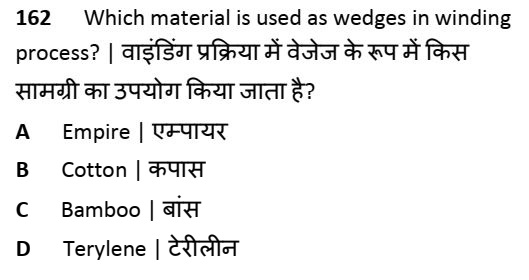 162 Which material is used as wedges in winding
process? | वाइंडिंग प्रक्रिया में वेजेज के रूप में किस
सामग्री का उपयोग किया जाता है?
A Empire | एम्पायर
B Cotton | कपास
C Bamboo | बांस
D Terylene | टेरीलीन